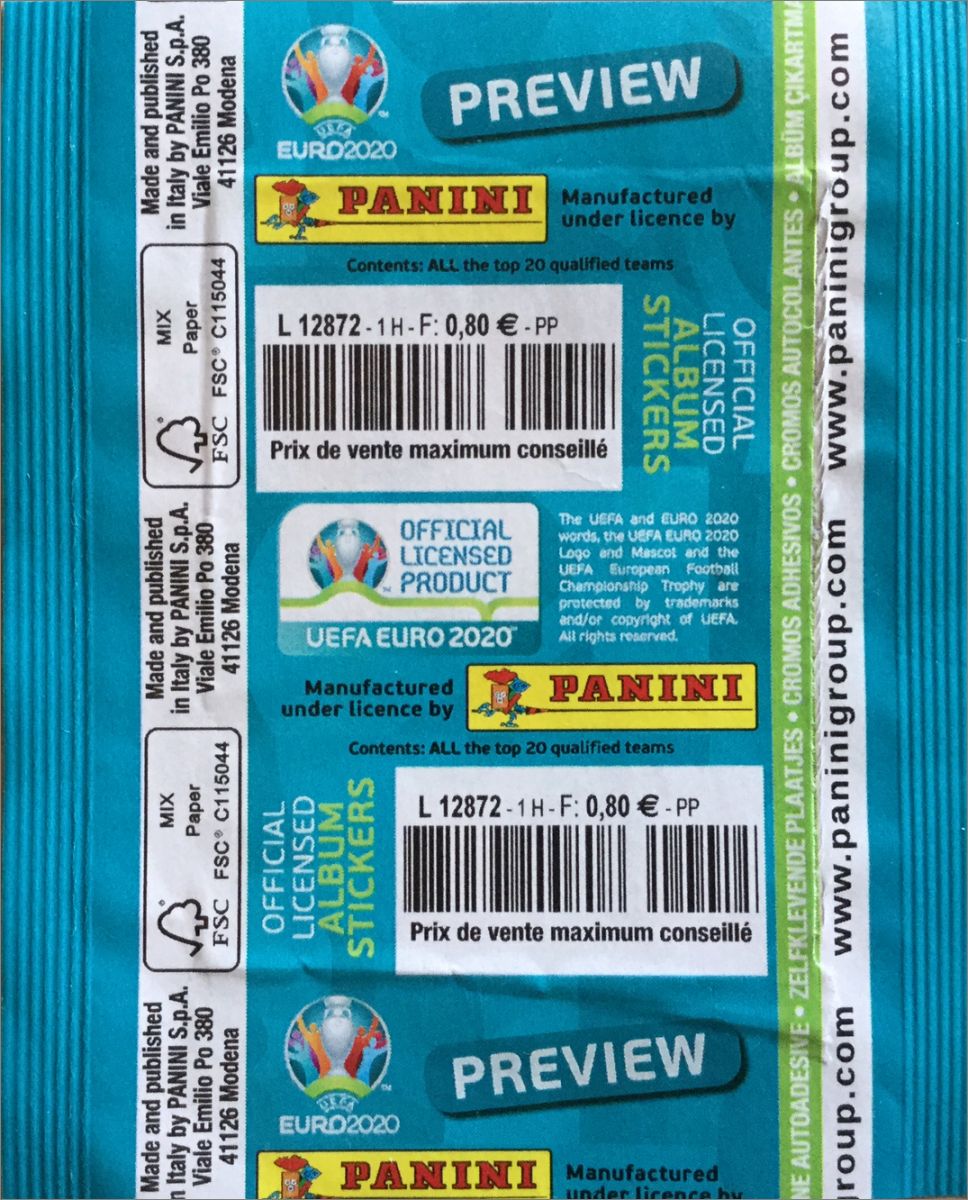 Made and published
in Italy by PANINI S.p.A.
Viale Emilio Po 380
41126 Modena
MIX
Paper
FSC® C115044
FSC
Made and published
in Italy by PANINI S.p.A.
Viale Emilio Po 380
41126 Modena
MIX
Paper
FSC® C115044
FSC
Made and published
in Italy by PANINI S.p.A.
Viale Emilio Po 380
41126 Modena
UEFA
EURO2020
PREVIEW
PANINI
Manufactured
under licence by
Contents: ALL the top 20 qualified teams
L 12872 - 1 H - F: 0,80 € - PP
Prix de vente maximum conseillé
OFFICIAL
LICENSED
ALBUM
STICKERS
OFFICIAL
LICENSED
PRODUCT
UEFA EURO 2020™
The UEFA and EURO 2020
words, the UEFA EURO 2020
Logo and Mascot and the
UEFA European Football
Championship Trophy are
protected by trademarks
and/or copyright of UEFA.
All rights reserved.
Manufactured
under licence by
PANINI
Contents: ALL the top 20 qualified teams
OFFICIAL
LICENSED
ALBUM
STICKERS
L 12872 - 1 H - F: 0,80 € - PP
Prix de vente maximum conseillé
UEFA
EURO2020
PREVIEW
PANINI
Manufactured
under licence by
NE AUTOADESIVE • ZELFKLEVENDE PLAATJES • CROMOS ADHESIVOS • CROMOS AUTOCOLANTES • ALBÜM ÇIKARTMA
roup.com www.paninigroup.com www.paninigroup.com